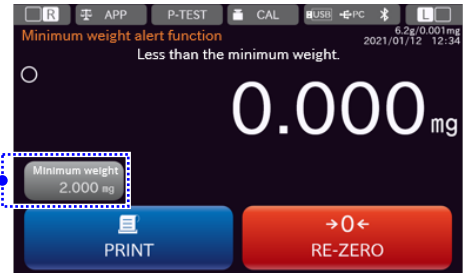 R APP P-TEST CAL USB PC L
Minimum weight alert function
6.2g/0.001mg
2021/01/12 12:34
Less than the minimum weight.
0.000 mg
Minimum weight
2.000 mg
PRINT
→0←
RE-ZERO